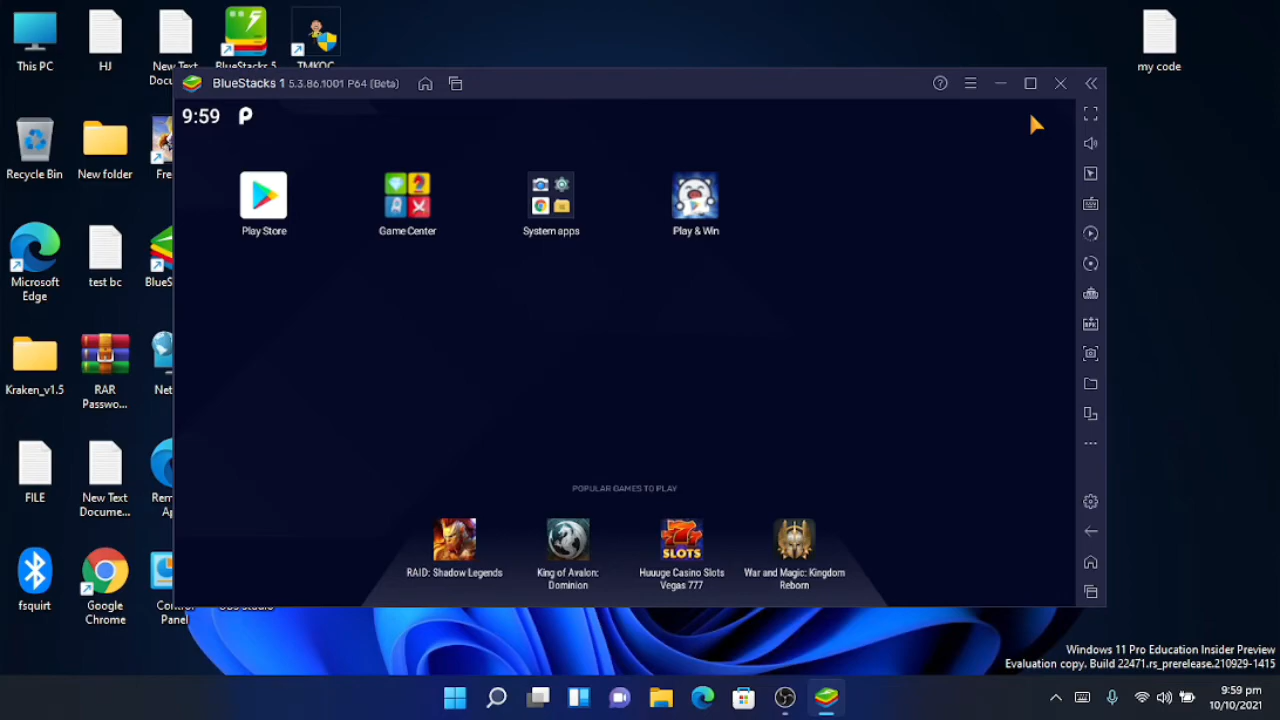 This PC
HJ
New Text
Docu...
BlueStacks 5
TMKOC
my code
BlueStacks 1 5.3.86.1001 P64 (Beta)
9:59
Recycle Bin
New folder
Fre
Play Store
Game Center
System apps
Play & Win
Microsoft
Edge
test bc
BlueS
Kraken_v1.5
RAR
Passwo...
Net
FILE
New Text
Docume...
Rem
Ap
POPULAR GAMES TO PLAY
SLOTS
RAID: Shadow Legends
King of Avalon:
Dominion
Huuuge Casino Slots
Vegas 777
War and Magic: Kingdom
Reborn
fsquirt
Google
Chrome
Cont
Panel
OBS Studio
Windows 11 Pro Education Insider Preview
Evaluation copy. Build 22471.rs_prerelease.210929-1415
9:59 pm
10/10/2021